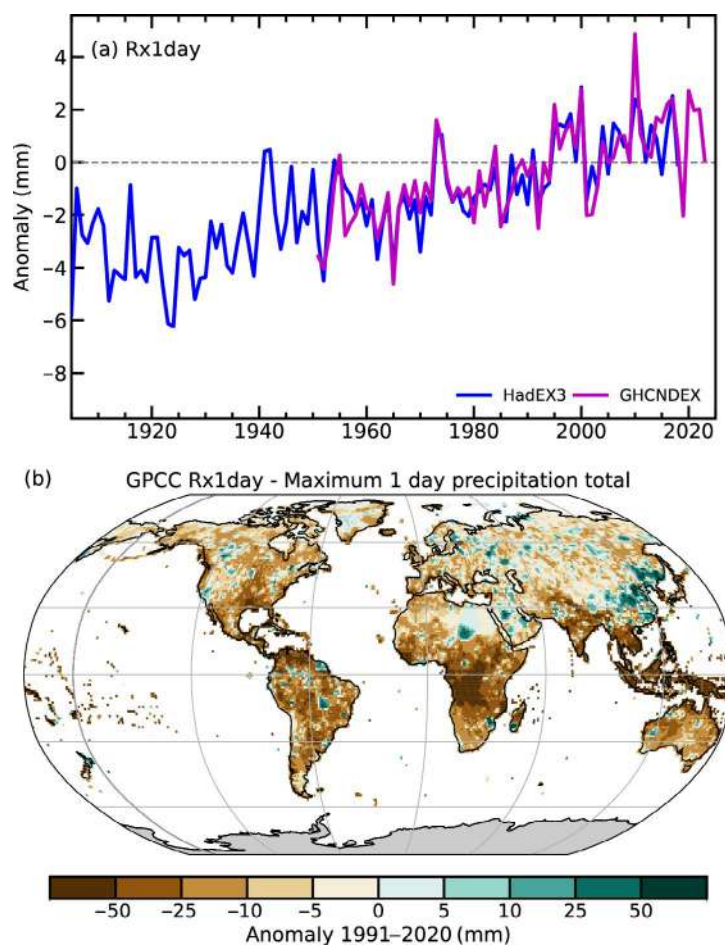 (a) Rx1day
4
2
0
−2
−4
−6
−8
Anomaly (mm)
HadEX3 GHCNDEX
1920 1940 1960 1980 2000 2020
(b) GPCC Rx1day - Maximum 1 day precipitation total
−50 −25 −10 −5 0 5 10 25 50
Anomaly 1991–2020 (mm)